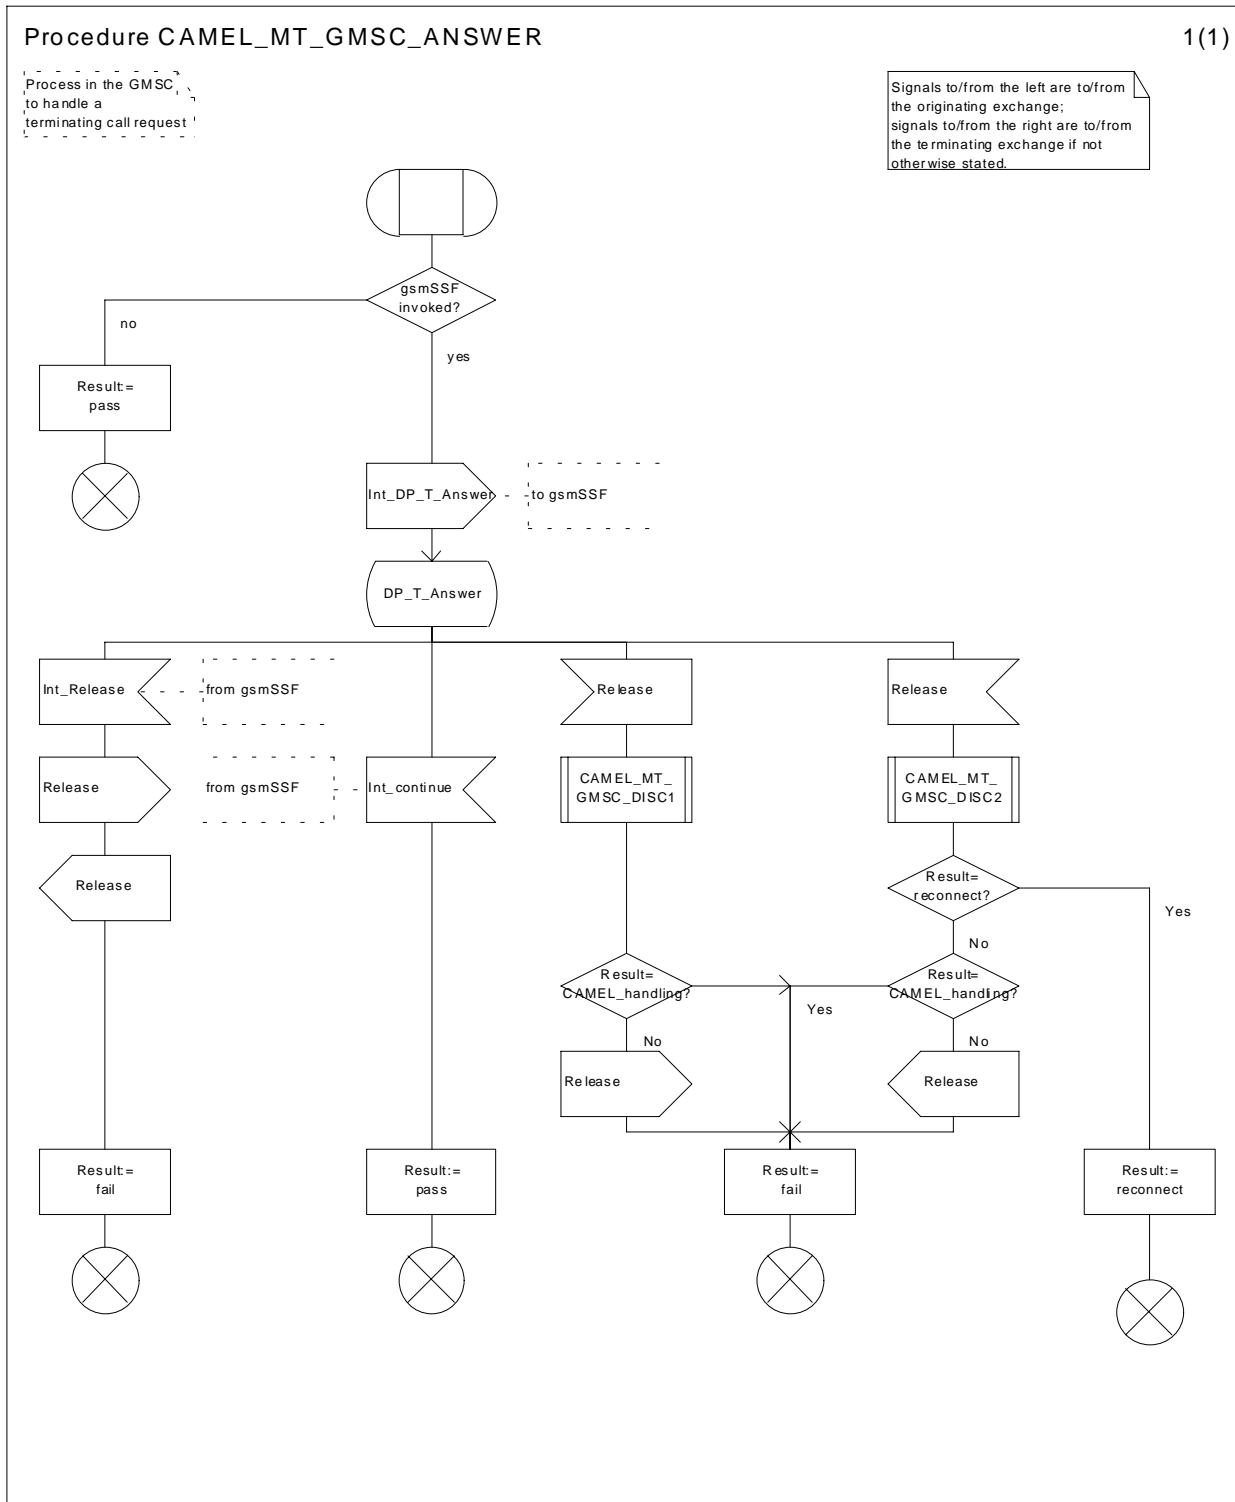 Procedure CAMEL_MT_GMSC_ANSWER
1(1)
Process in the GMSC
to handle a
terminating call request
Signals to/from the left are to/from
the originating exchange;
signals to/from the right are to/from
the terminating exchange if not
otherwise stated.
gsmSSF
invoked?
no
yes
Result:=
pass
Int_DP_T_Answer
to gsmSSF
DP_T_Answer
Int_Release
from gsmSSF
Release
Release
Release
from gsmSSF
Int_continue
CAMEL_MT_
GMSC_DISC1
CAMEL_MT_
GMSC_DISC2
Release
Result=
reconnect?
Yes
No
Result=
CAMEL_handling?
Yes
Result=
CAMEL_handling?
No
No
Release
Release
Result:=
fail
Result:=
pass
Result:=
fail
Result:=
reconnect